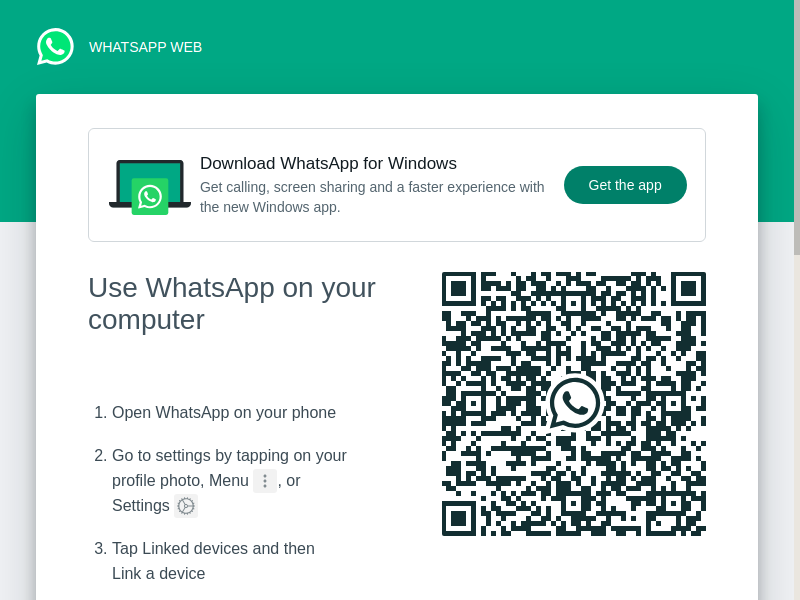 WHATSAPP WEB
Download WhatsApp for Windows
Get calling, screen sharing and a faster experience with
the new Windows app.
Get the app
Use WhatsApp on your
computer
1. Open WhatsApp on your phone
2. Go to settings by tapping on your
profile photo, Menu , or
Settings
3. Tap Linked devices and then
Link a device